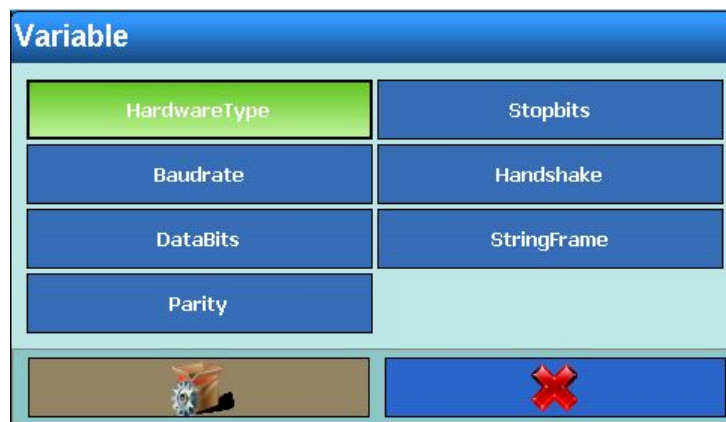 Variable
HardwareType
Stopbits
Baudrate
Handshake
DataBits
StringFrame
Parity